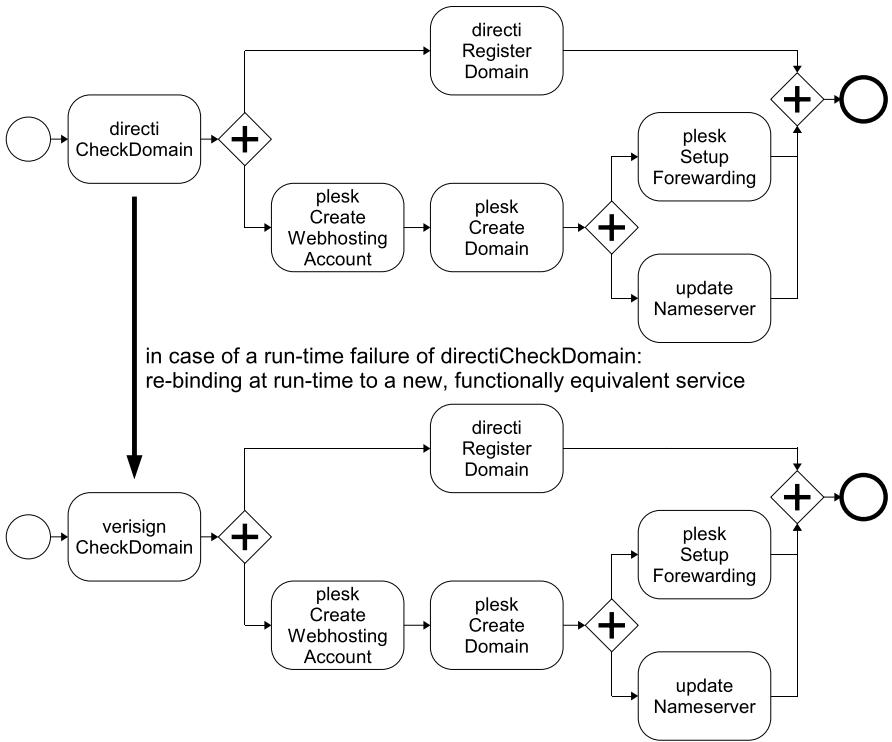 directi
Register
Domain
directi
CheckDomain
plesk
Setup
Forewarding
plesk
Create
Webhosting
Account
plesk
Create
Domain
update
Nameserver
in case of a run-time failure of directiCheckDomain:
re-binding at run-time to a new, functionally equivalent service
directi
Register
Domain
verisign
CheckDomain
plesk
Setup
Forewarding
plesk
Create
Webhosting
Account
plesk
Create
Domain
update
Nameserver